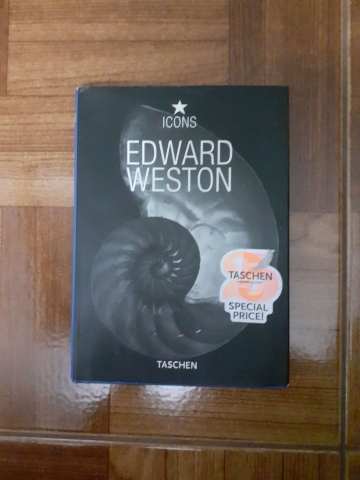 ICONS
EDWARD
WESTON
TASCHEN
SPECIAL
PRICE!
TASCHEN